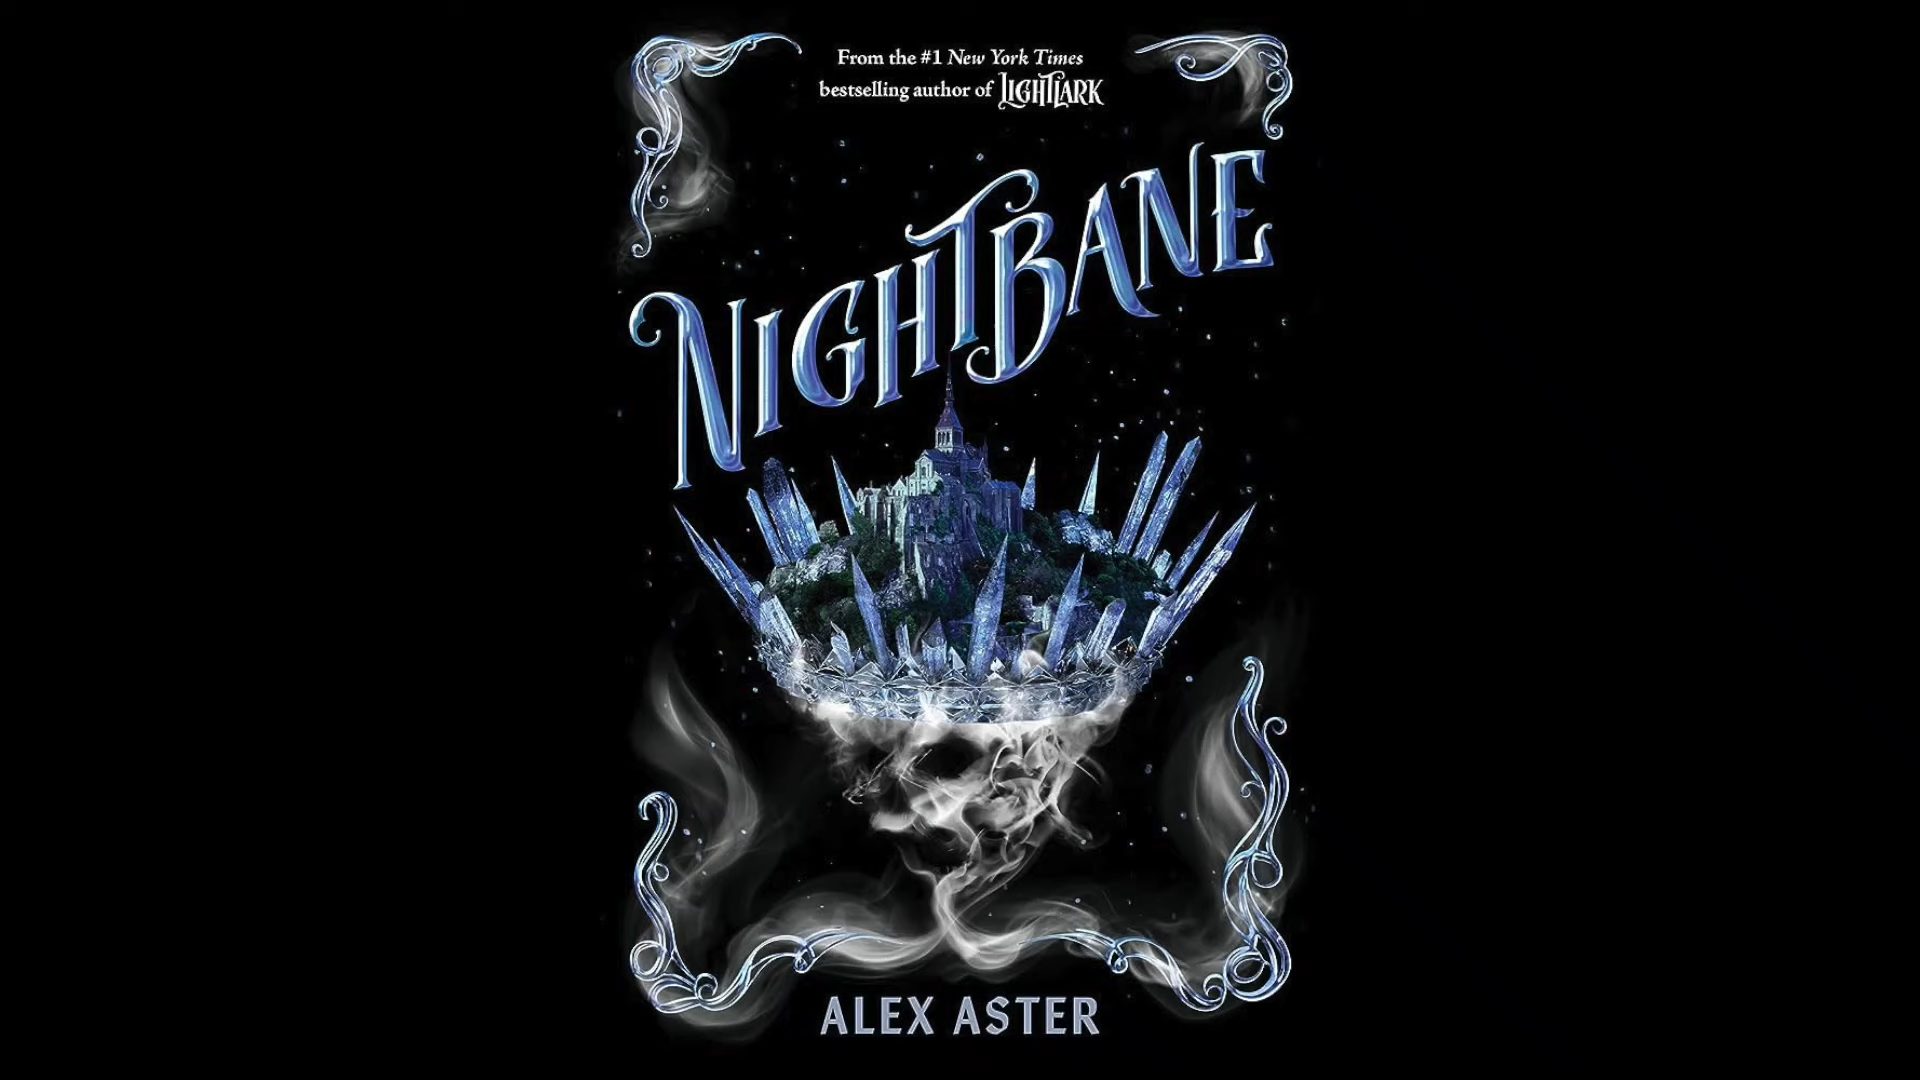 From the #1 New York Times
bestselling author of LIGHTLARK
NIGHTBANE
ALEX ASTER